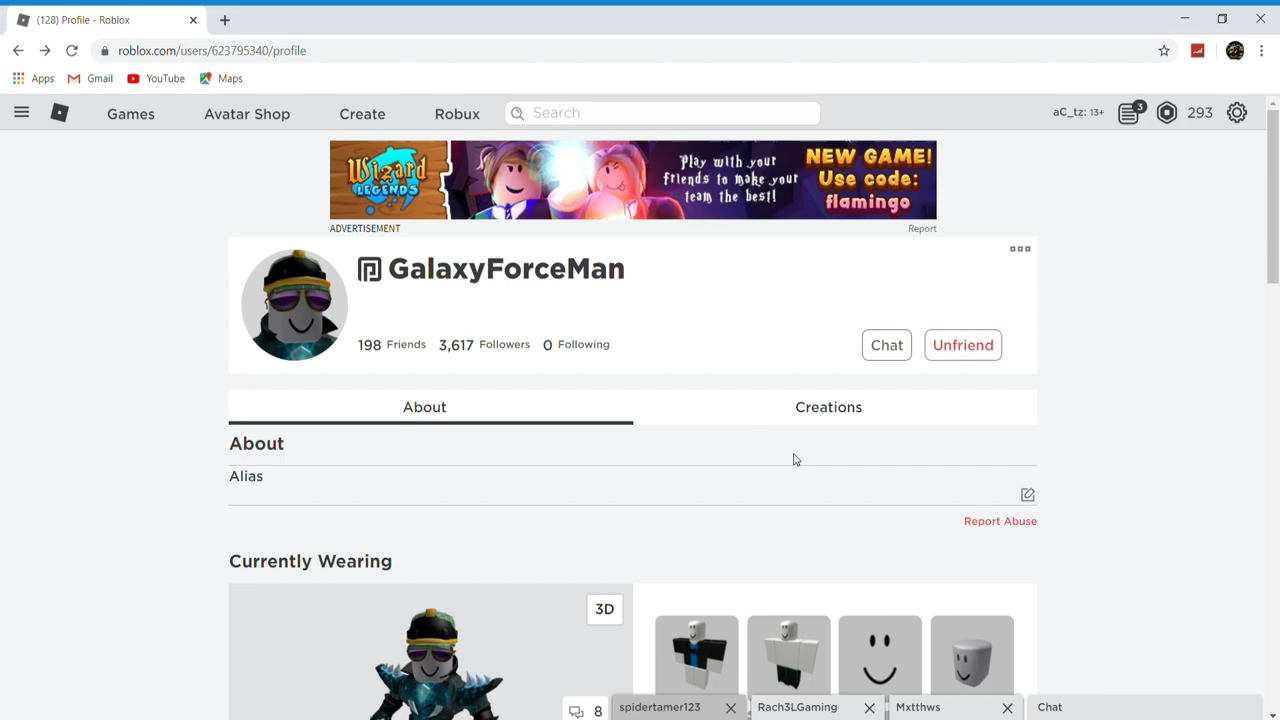 (128) Profile - Roblox
roblox.com/users/623795340/profile
Apps Gmail YouTube Maps
Games Avatar Shop Create Robux Search aC_tz: 13+ 3 293
Wizard LEGENDS Play with your friends to make your team the best! NEW GAME! Use code: flamingo
ADVERTISEMENT Report
GalaxyForceMan
198 Friends 3,617 Followers 0 Following Chat Unfriend
About Creations
About
Alias
Report Abuse
Currently Wearing
3D
8 spidertamer123 Rach3LGaming Mxtthws Chat